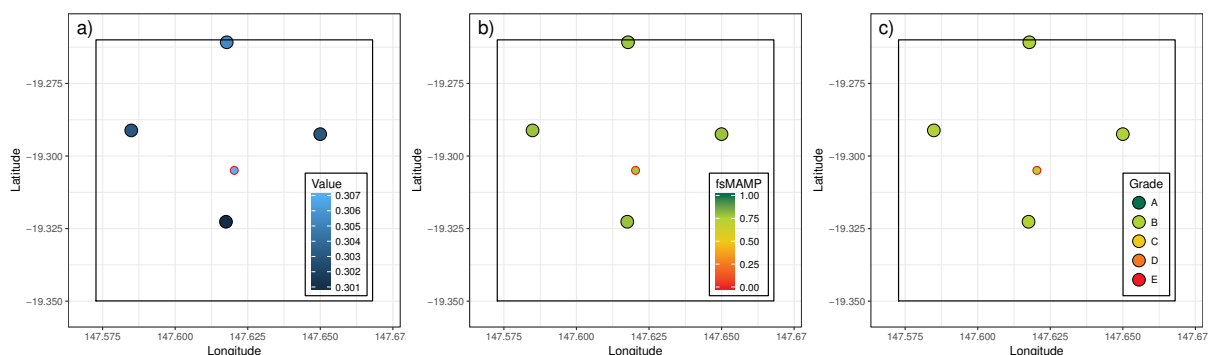 a)
−19.275
−19.300
−19.325
−19.350
Latitude
147.575 147.600 147.625 147.650 147.67
Longitude
Value
0.307
0.306
0.305
0.304
0.303
0.302
0.301
b)
−19.275
−19.300
−19.325
−19.350
Latitude
147.575 147.600 147.625 147.650 147.67
Longitude
fsMAMP
1.00
0.75
0.50
0.25
0.00
c)
−19.275
−19.300
−19.325
−19.350
Latitude
147.575 147.600 147.625 147.650 147.67
Longitude
Grade
A
B
C
D
E